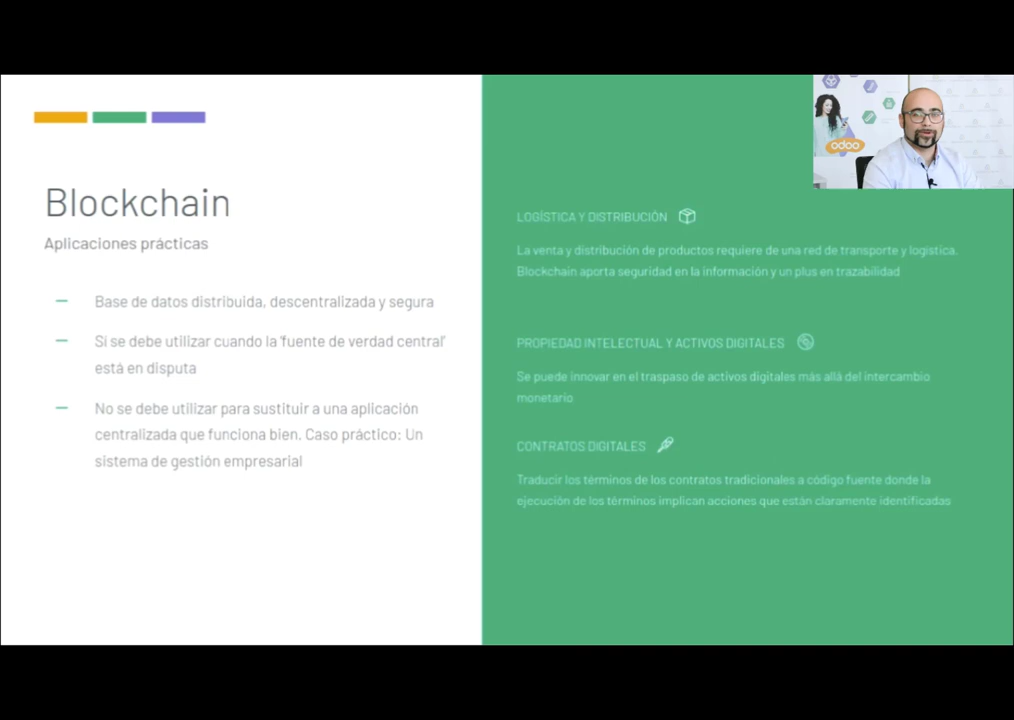 Blockchain
Aplicaciones prácticas
Base de datos distribuida, descentralizada y segura
Si se debe utilizar cuando la 'fuente de verdad central'
está en disputa
No se debe utilizar para sustituir a una aplicación
centralizada que funciona bien. Caso práctico: Un
sistema de gestión empresarial
odoo
LOGÍSTICA Y DISTRIBUCIÓN
La venta y distribución de productos requiere de una red de transporte y logística.
Blockchain aporta seguridad en la información y un plus en trazabilidad
PROPIEDAD INTELECTUAL Y ACTIVOS DIGITALES
Se puede innovar en el traspaso de activos digitales más allá del intercambio
monetario
CONTRATOS DIGITALES
Traducir los términos de los contratos tradicionales a código fuente donde la
ejecución de los términos implican acciones que están claramente identificadas